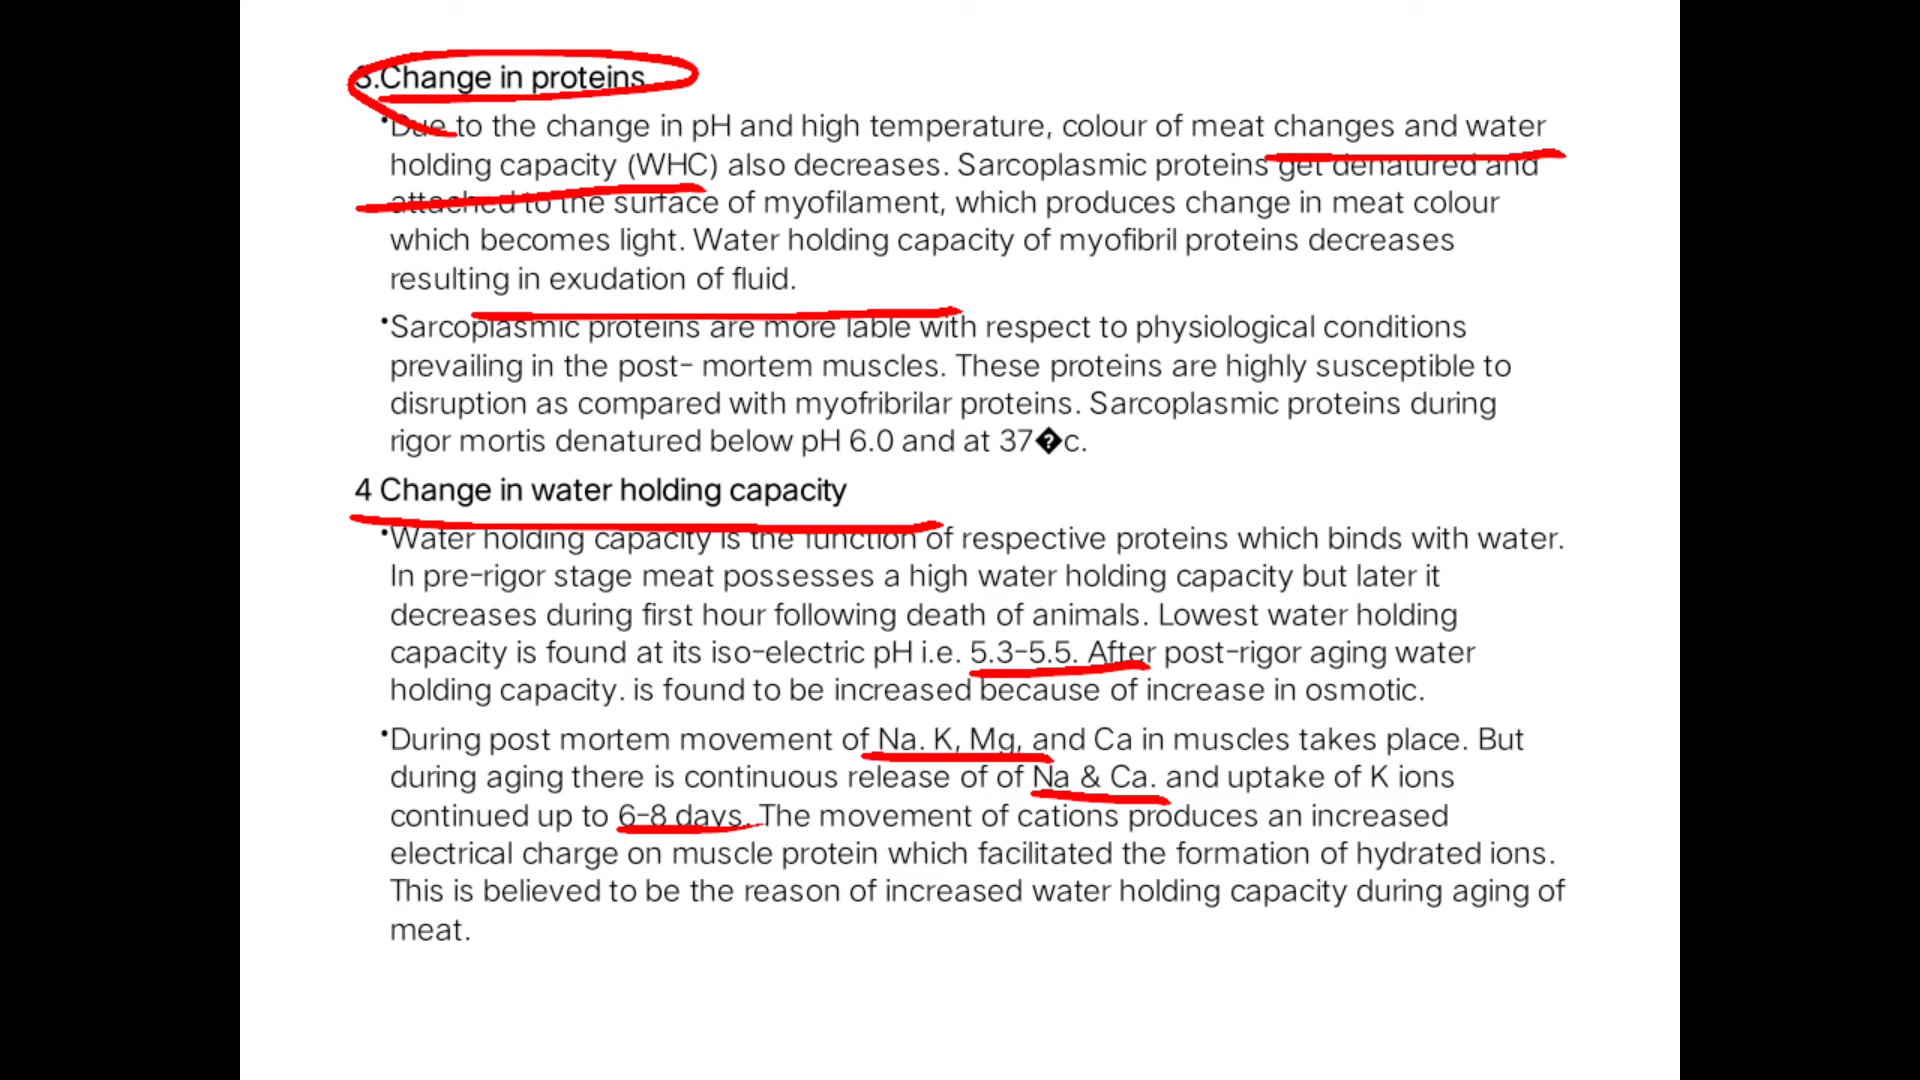 3.Change in proteins
•Due to the change in pH and high temperature, colour of meat changes and water
holding capacity (WHC) also decreases. Sarcoplasmic proteins get denatured and
attached to the surface of myofilament, which produces change in meat colour
which becomes light. Water holding capacity of myofibril proteins decreases
resulting in exudation of fluid.
•Sarcoplasmic proteins are more lable with respect to physiological conditions
prevailing in the post- mortem muscles. These proteins are highly susceptible to
disruption as compared with myofribrilar proteins. Sarcoplasmic proteins during
rigor mortis denatured below pH 6.0 and at 37�c.
4 Change in water holding capacity
•Water holding capacity is the function of respective proteins which binds with water.
In pre-rigor stage meat possesses a high water holding capacity but later it
decreases during first hour following death of animals. Lowest water holding
capacity is found at its iso-electric pH i.e. 5.3-5.5. After post-rigor aging water
holding capacity. is found to be increased because of increase in osmotic.
•During post mortem movement of Na. K, Mg, and Ca in muscles takes place. But
during aging there is continuous release of of Na & Ca. and uptake of K ions
continued up to 6-8 days. The movement of cations produces an increased
electrical charge on muscle protein which facilitated the formation of hydrated ions.
This is believed to be the reason of increased water holding capacity during aging of
meat.